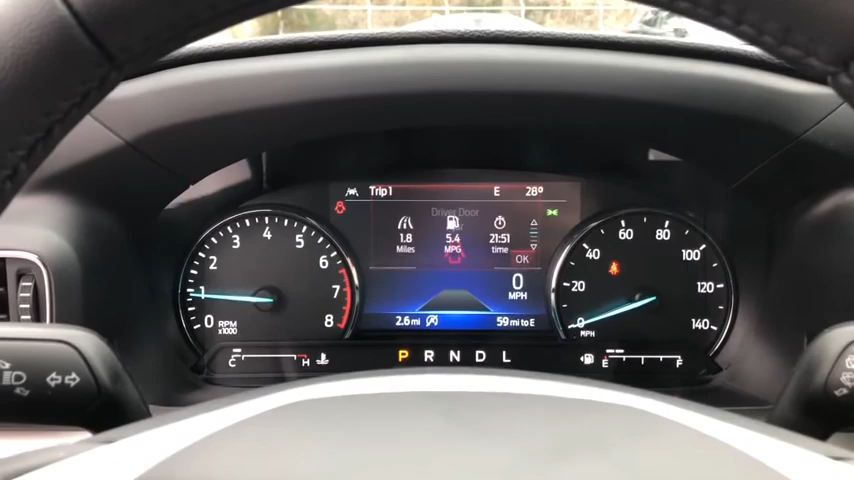 Trip1 E 28°
Driver Door
1.8 5.4 21:51
Miles MPG time
OK
0
MPH
2.6 mi 59 mi to E
0 1 2 3 4 5 6 7 8
RPM
x1000
0 20 40 60 80 100 120 140
MPH
C H
P R N D L
E F